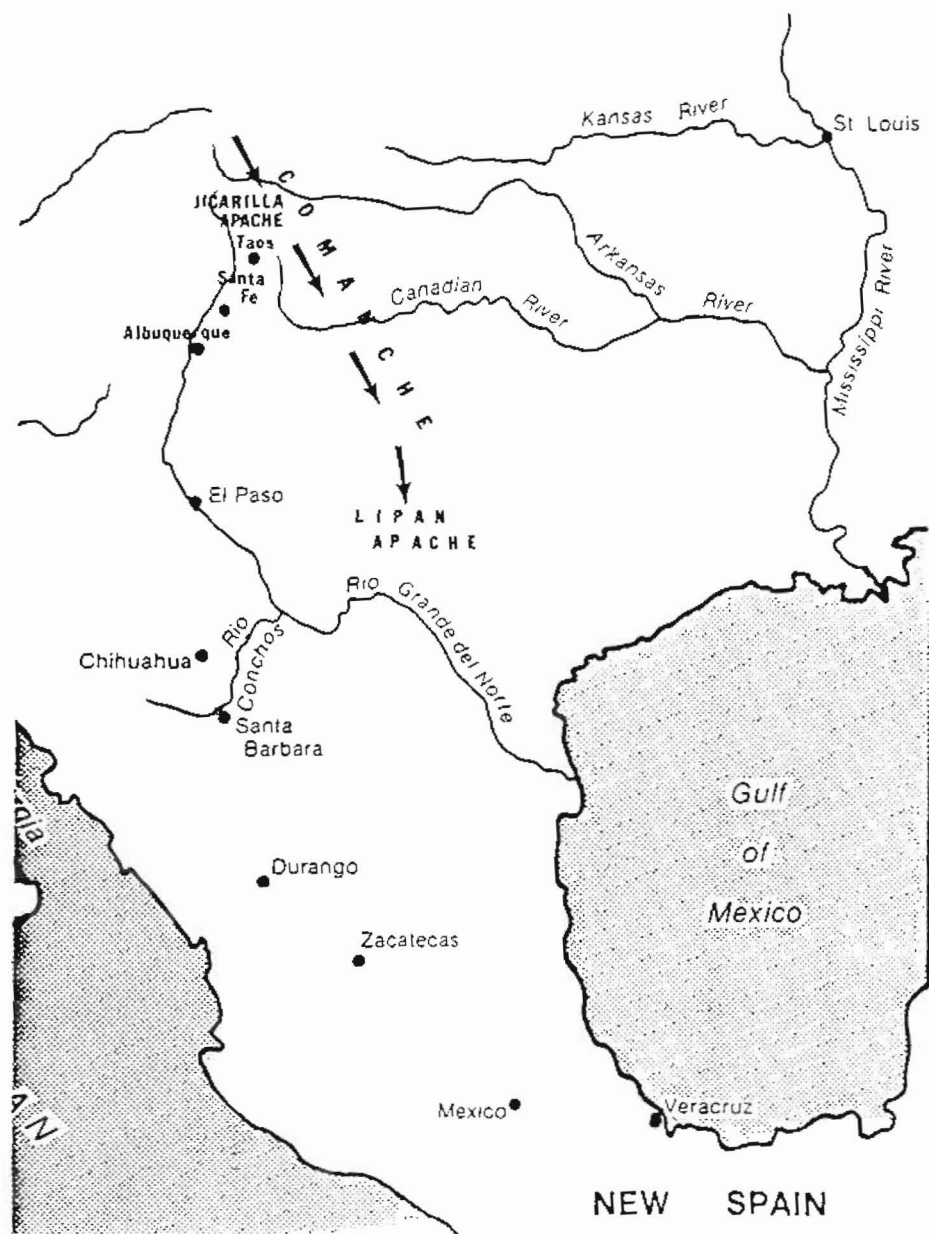 Kansas River
St Louis
COMANCHE
JICARILLA
APACHE
Taos
Santa
Fe
Albuquerque
Canadian
River
Arkansas
River
Mississippi River
El Paso
LIPAN
APACHE
Rio
Grande del Norte
Rio
Conchos
Chihuahua
Santa
Barbara
Gulf
of
Mexico
Durango
Zacatecas
Mexico
Veracruz
NEW SPAIN